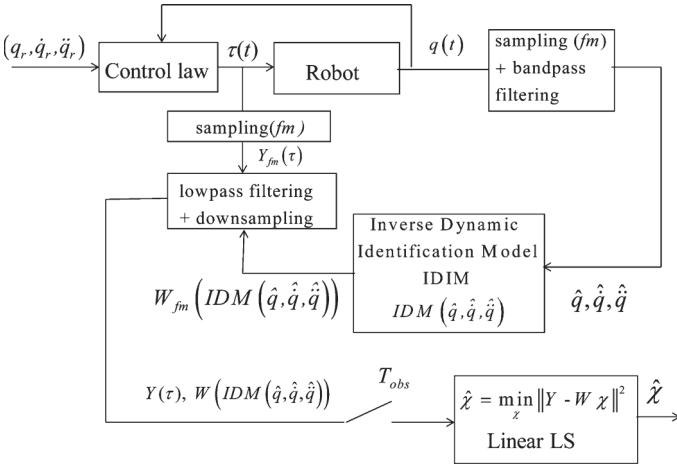 (q_r, q̇_r, q̈_r)
Control law
τ(t)
Robot
q(t)
sampling (fm)
+ bandpass
filtering
sampling(fm)
Y_fm(τ)
lowpass filtering
+ downsampling
Inverse Dynamic
Identification Model
IDIM
IDM(q̂, q̂̇, q̂̈)
W_fm(IDM(q̂, q̂̇, q̂̈))
q̂, q̂̇, q̂̈
Y(τ), W(IDM(q̂, q̂̇, q̂̈))
T_obs
χ̂ = min_χ ‖Y - W χ‖²
Linear LS
χ̂